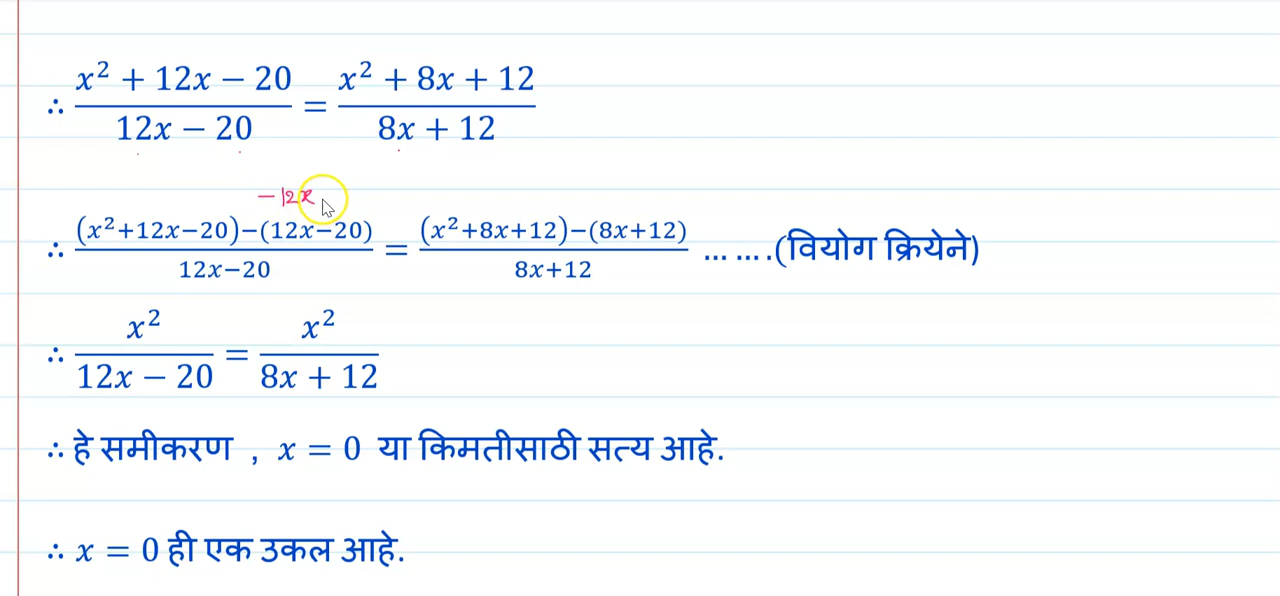 ∴ (x² + 12x − 20)/(12x − 20) = (x² + 8x + 12)/(8x + 12)
− 12x
∴ ((x²+12x−20)−(12x−20))/(12x−20) = ((x²+8x+12)−(8x+12))/(8x+12) ... ... .(वियोग क्रियेने)
∴ x²/(12x − 20) = x²/(8x + 12)
∴ हे समीकरण , x = 0 या किमतीसाठी सत्य आहे.
∴ x = 0 ही एक उकल आहे.